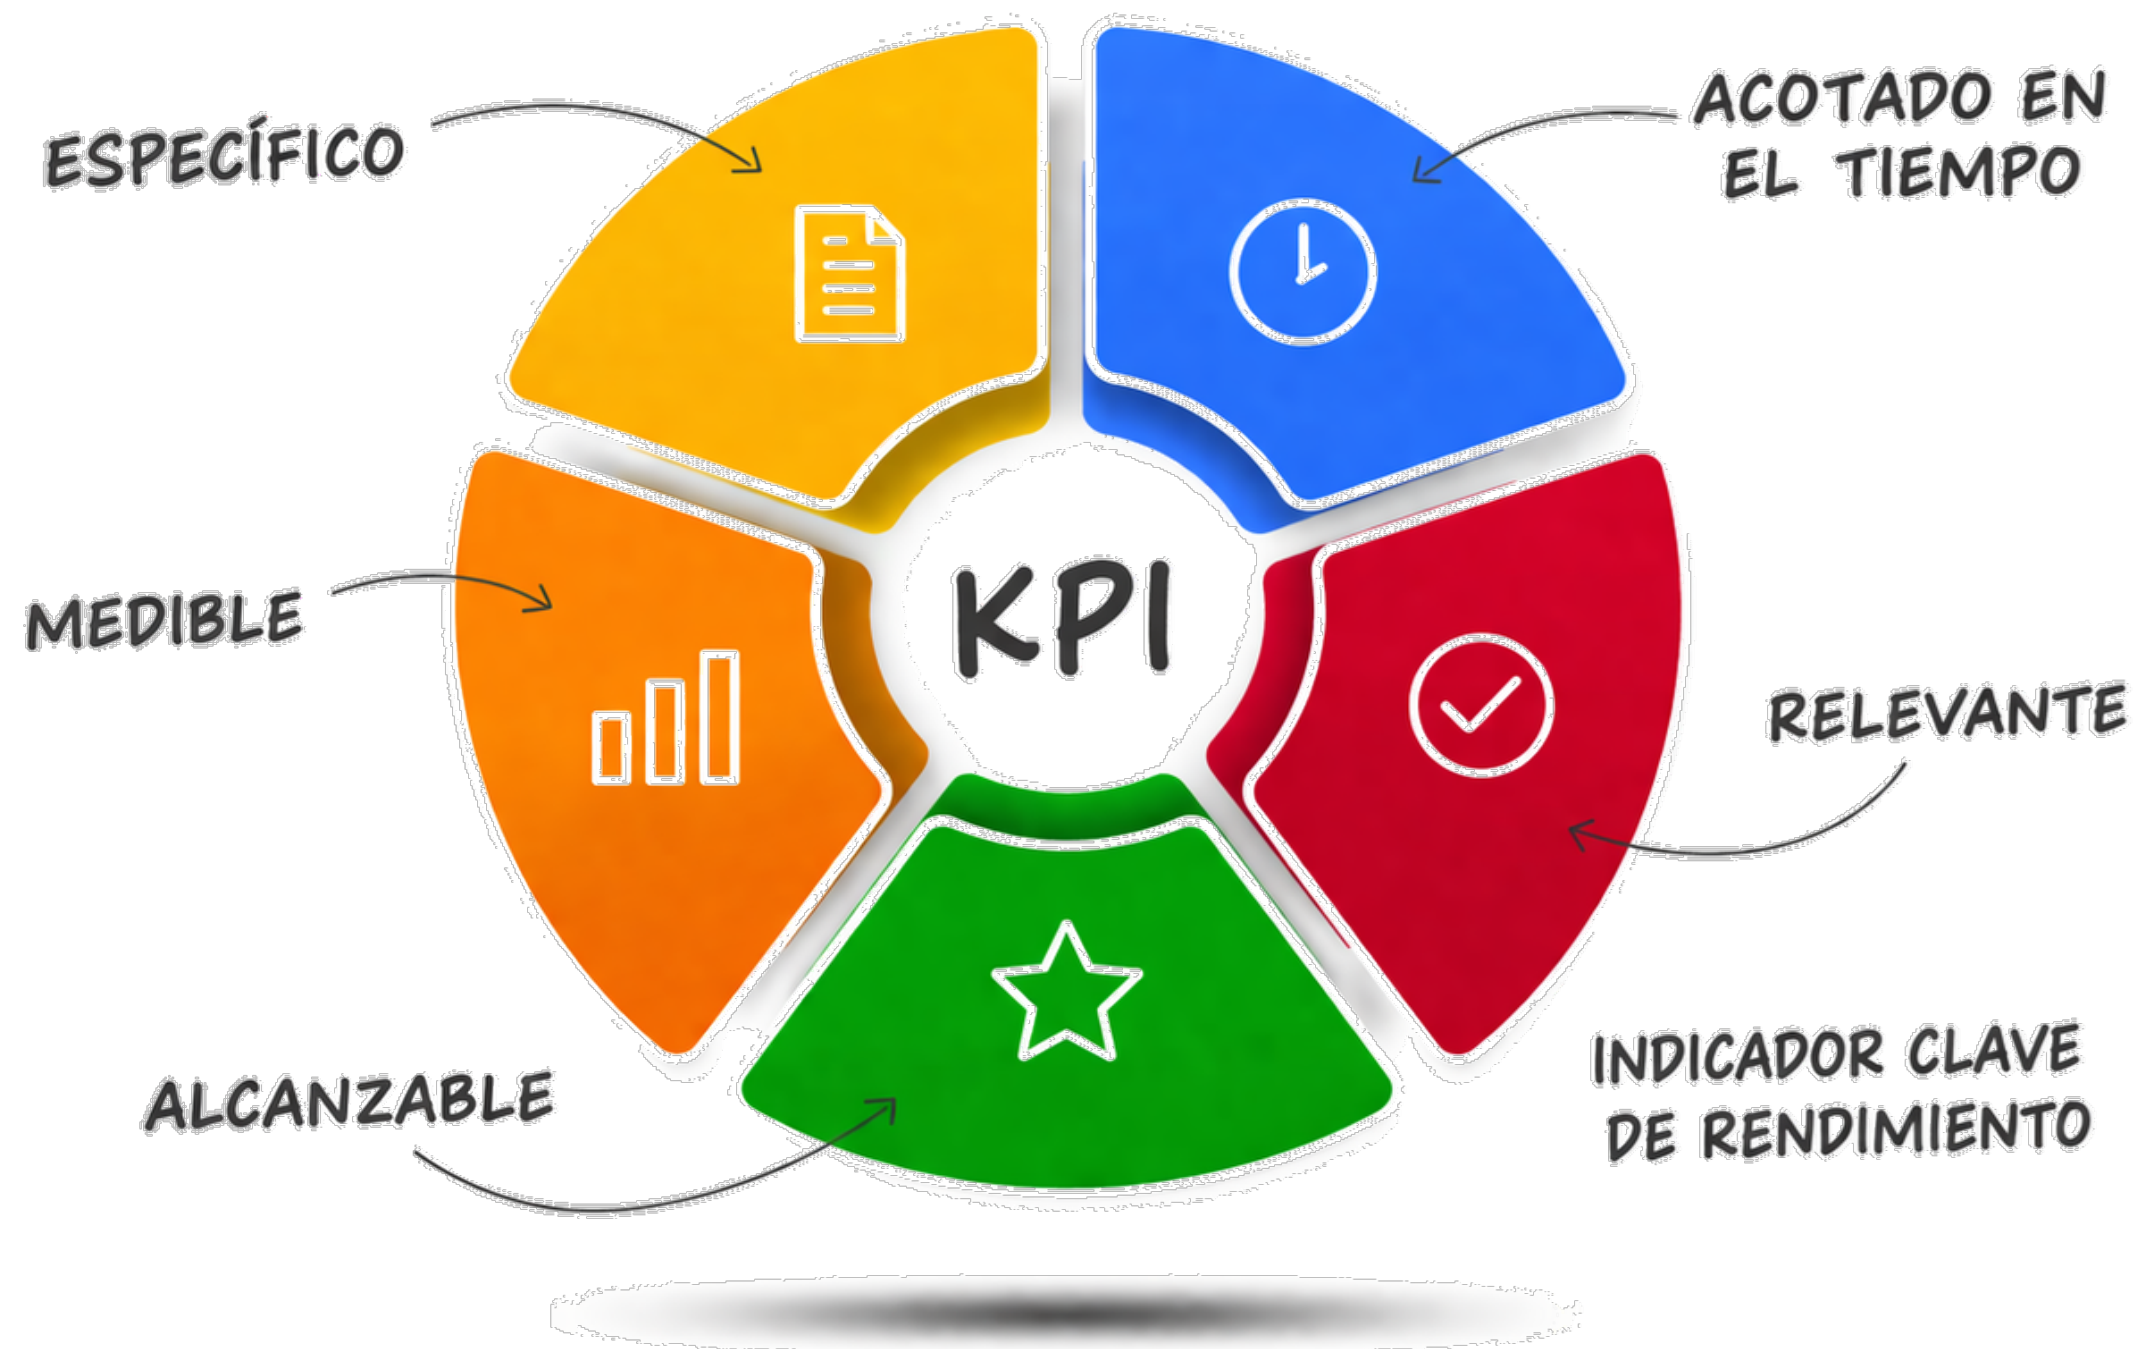 ESPECÍFICO
ACOTADO EN
EL TIEMPO
MEDIBLE
KPI
RELEVANTE
ALCANZABLE
INDICADOR CLAVE
DE RENDIMIENTO